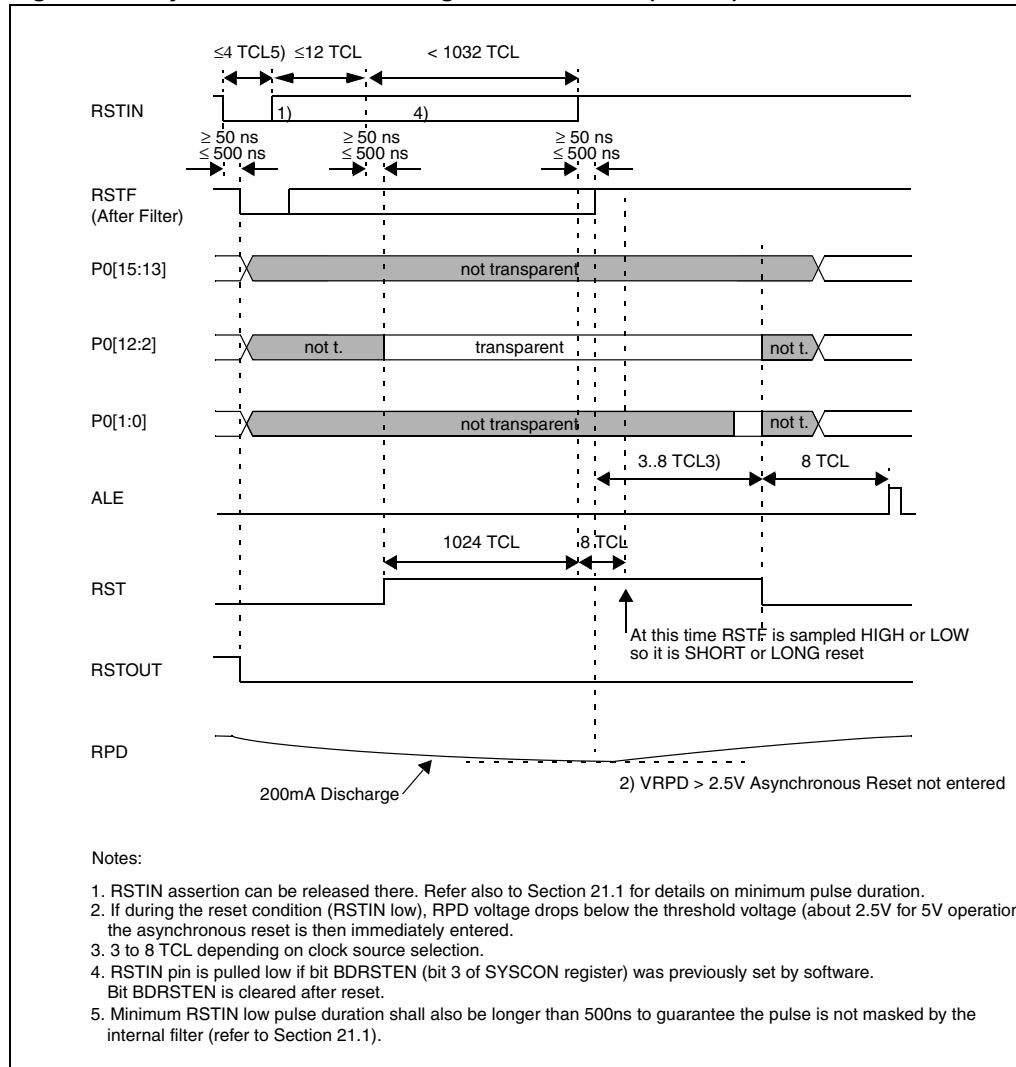 ≤4 TCL5) ≤12 TCL < 1032 TCL
RSTIN
1) 4)
≥ 50 ns ≥ 50 ns ≥ 50 ns
≤ 500 ns ≤ 500 ns ≤ 500 ns
RSTF
(After Filter)
P0[15:13] not transparent
P0[12:2] not t. transparent not t.
P0[1:0] not transparent not t.
3..8 TCL3) 8 TCL
ALE
1024 TCL 8 TCL
RST
At this time RSTF is sampled HIGH or LOW
so it is SHORT or LONG reset
RSTOUT
RPD
200mA Discharge
2) VRPD > 2.5V Asynchronous Reset not entered
Notes:
1. RSTIN assertion can be released there. Refer also to Section 21.1 for details on minimum pulse duration.
2. If during the reset condition (RSTIN low), RPD voltage drops below the threshold voltage (about 2.5V for 5V operation
the asynchronous reset is then immediately entered.
3. 3 to 8 TCL depending on clock source selection.
4. RSTIN pin is pulled low if bit BDRSTEN (bit 3 of SYSCON register) was previously set by software.
Bit BDRSTEN is cleared after reset.
5. Minimum RSTIN low pulse duration shall also be longer than 500ns to guarantee the pulse is not masked by the
internal filter (refer to Section 21.1).